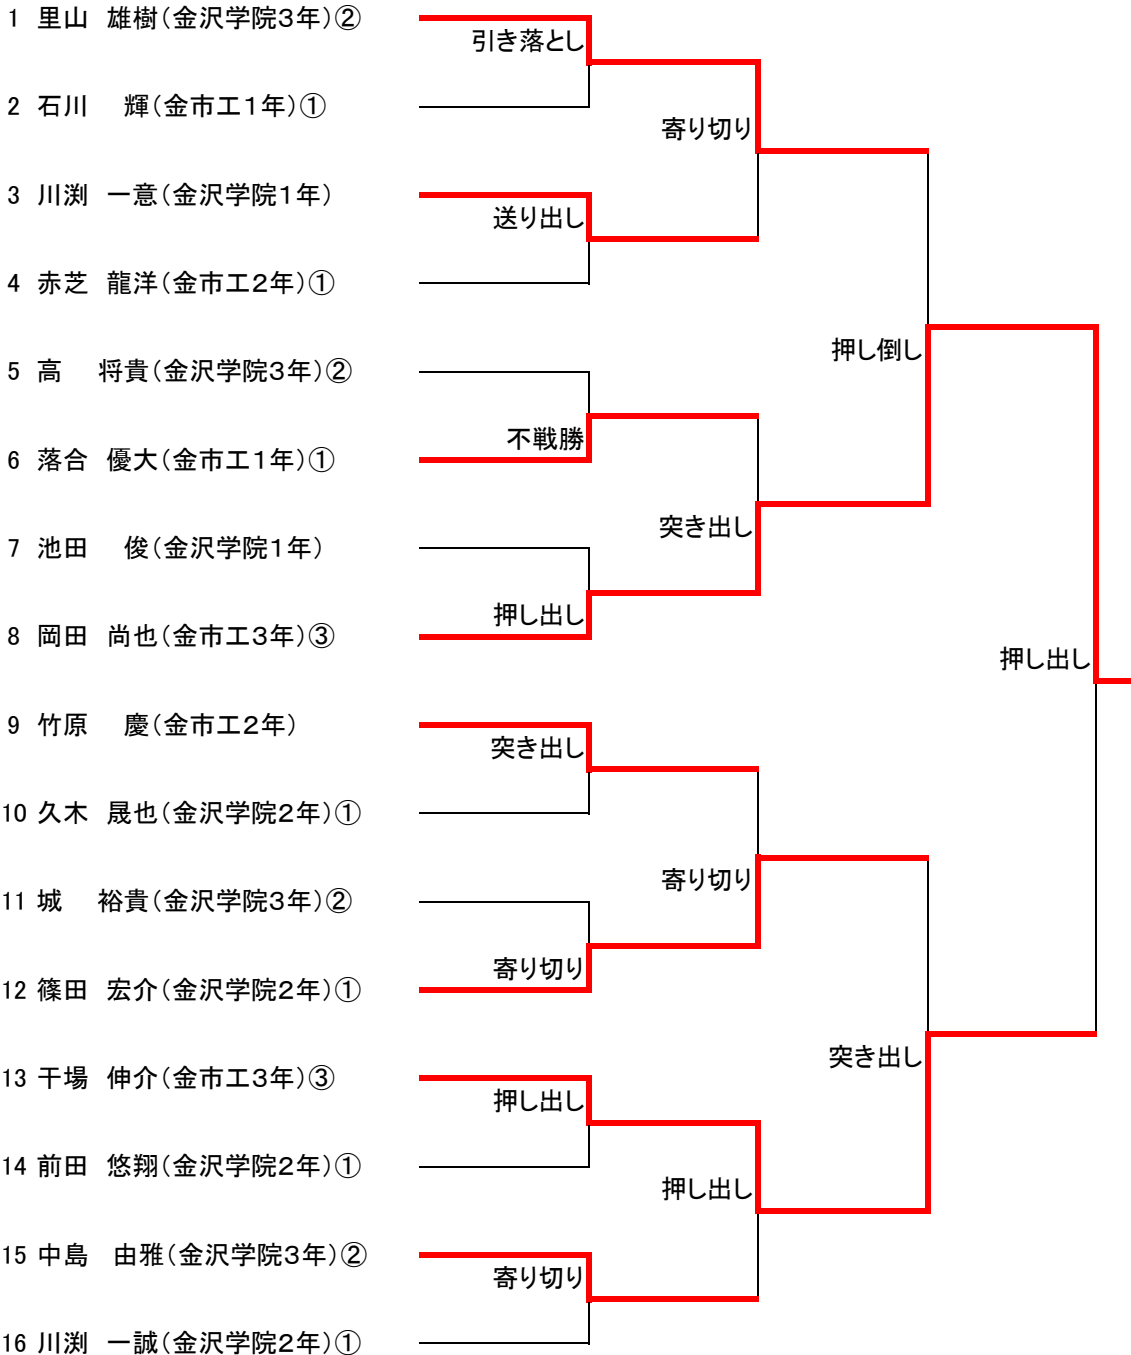 1 里山 雄樹(金沢学院3年)②
引き落とし
2 石川 輝(金市工1年)①
寄り切り
3 川渕 一意(金沢学院1年)
送り出し
4 赤芝 龍洋(金市工2年)①
押し倒し
5 高 将貴(金沢学院3年)②
不戦勝
6 落合 優大(金市工1年)①
突き出し
7 池田 俊(金沢学院1年)
押し出し
8 岡田 尚也(金市工3年)③
押し出し
9 竹原 慶(金市工2年)
突き出し
10 久木 晟也(金沢学院2年)①
寄り切り
11 城 裕貴(金沢学院3年)②
寄り切り
12 篠田 宏介(金沢学院2年)①
突き出し
13 干場 伸介(金市工3年)③
押し出し
14 前田 悠翔(金沢学院2年)①
押し出し
15 中島 由雅(金沢学院3年)②
寄り切り
16 川渕 一誠(金沢学院2年)①